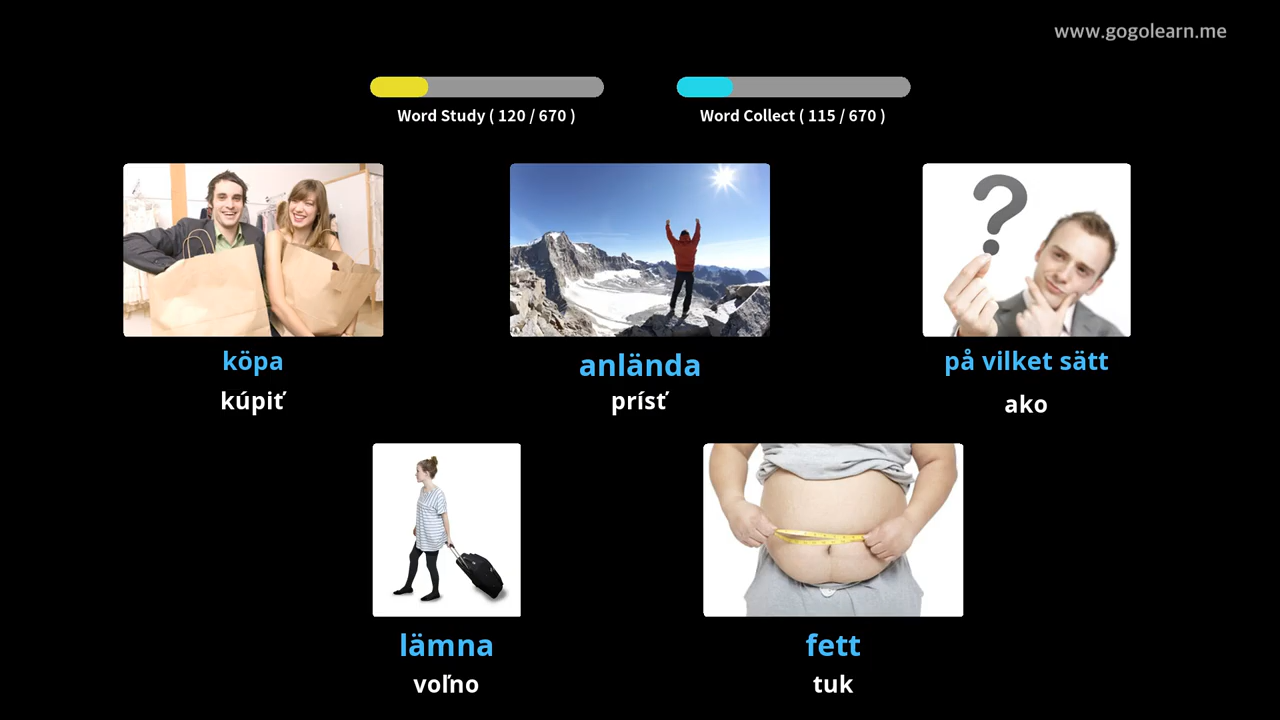 www.gogolearn.me
Word Study ( 120 / 670 )
Word Collect ( 115 / 670 )
köpa
kúpiť
anlända
prísť
på vilket sätt
ako
lämna
voľno
fett
tuk